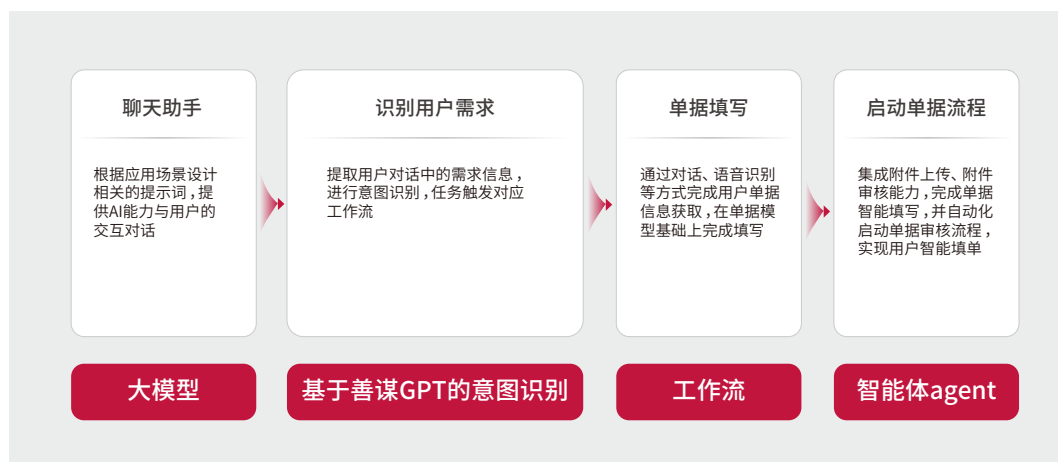 聊天助手
根据应用场景设计
相关的提示词，提
供AI能力与用户的
交互对话
大模型
识别用户需求
提取用户对话中的需求信息，
进行意图识别，任务触发对应
工作流
基于善谋GPT的意图识别
单据填写
通过对话、语音识别
等方式完成用户单据
信息获取，在单据模
型基础上完成填写
工作流
启动单据流程
集成附件上传、附件
审核能力，完成单据
智能填写，并自动化
启动单据审核流程，
实现用户智能填单
智能体agent